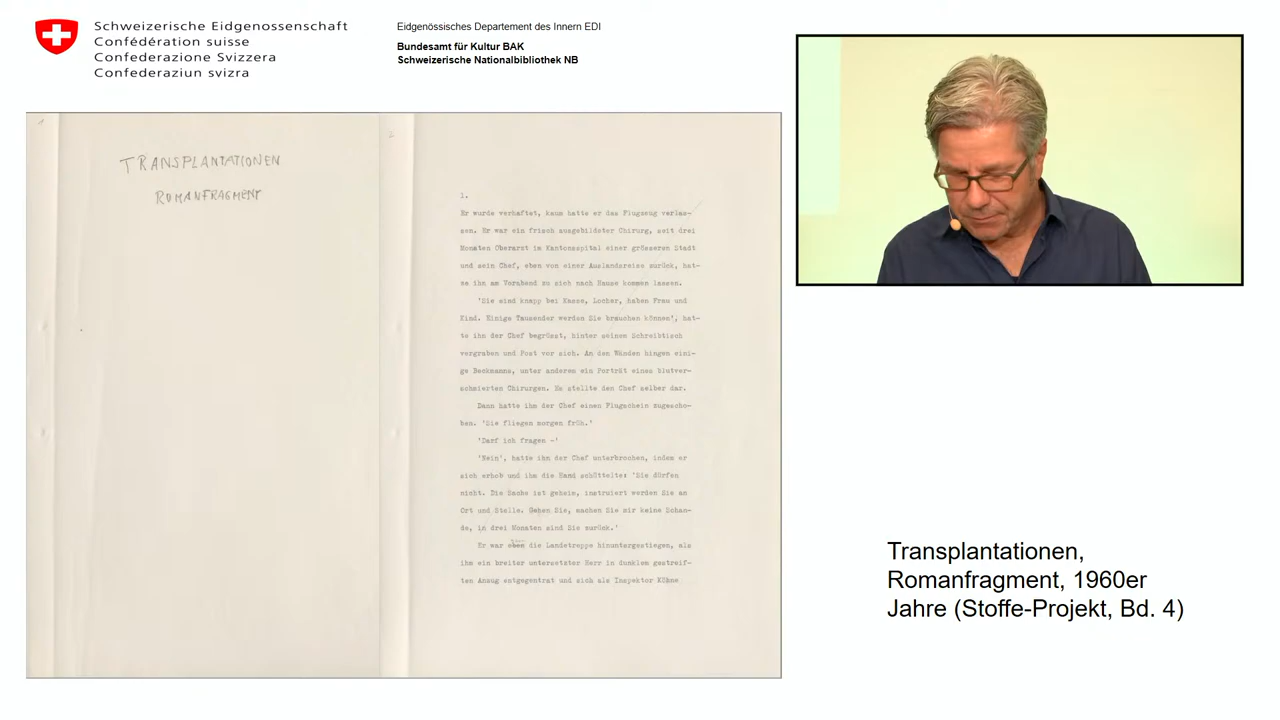 Schweizerische Eidgenossenschaft
Confédération suisse
Confederazione Svizzera
Confederaziun svizra
Eidgenössisches Departement des Innern EDI
Bundesamt für Kultur BAK
Schweizerische Nationalbibliothek NB
1
TRANSPLANTATIONEN
ROMANFRAGMENT
2
1.
Er wurde verhaftet, kaum hatte er das Flugzeug verlas-
sen. Er war ein frisch ausgebildeter Chirurg, seit drei
Monaten Oberarzt im Kantonsspital einer grösseren Stadt
und sein Chef, eben von einer Auslandsreise zurück, hat-
te ihn am Vorabend zu sich nach Hause kommen lassen.
'Sie sind knapp bei Kasse, Locher, haben Frau und
Kind. Einige Tausender werden Sie brauchen können', hat-
te ihn der Chef begrüsst, hinter seinem Schreibtisch
vergraben und Post vor sich. An den Wänden hingen eini-
ge Beckmanns, unter anderem ein Porträt eines blutver-
schmierten Chirurgen. Es stellte den Chef selber dar.
Dann hatte ihm der Chef einen Flugschein zugescho-
ben. 'Sie fliegen morgen früh.'
'Darf ich fragen -'
'Nein', hatte ihn der Chef unterbrochen, indem er
sich erhob und ihm die Hand schüttelte: 'Sie dürfen
nicht. Die Sache ist geheim, instruiert werden Sie an
Ort und Stelle. Gehen Sie, machen Sie mir keine Schan-
de, in drei Monaten sind Sie zurück.'
Er war eben die Landetreppe hinuntergestiegen, als
ihm ein breiter untersetzter Herr in dunklem gestreif-
ten Anzug entgegentrat und sich als Inspektor Kühne
Transplantationen,
Romanfragment, 1960er
Jahre (Stoffe-Projekt, Bd. 4)